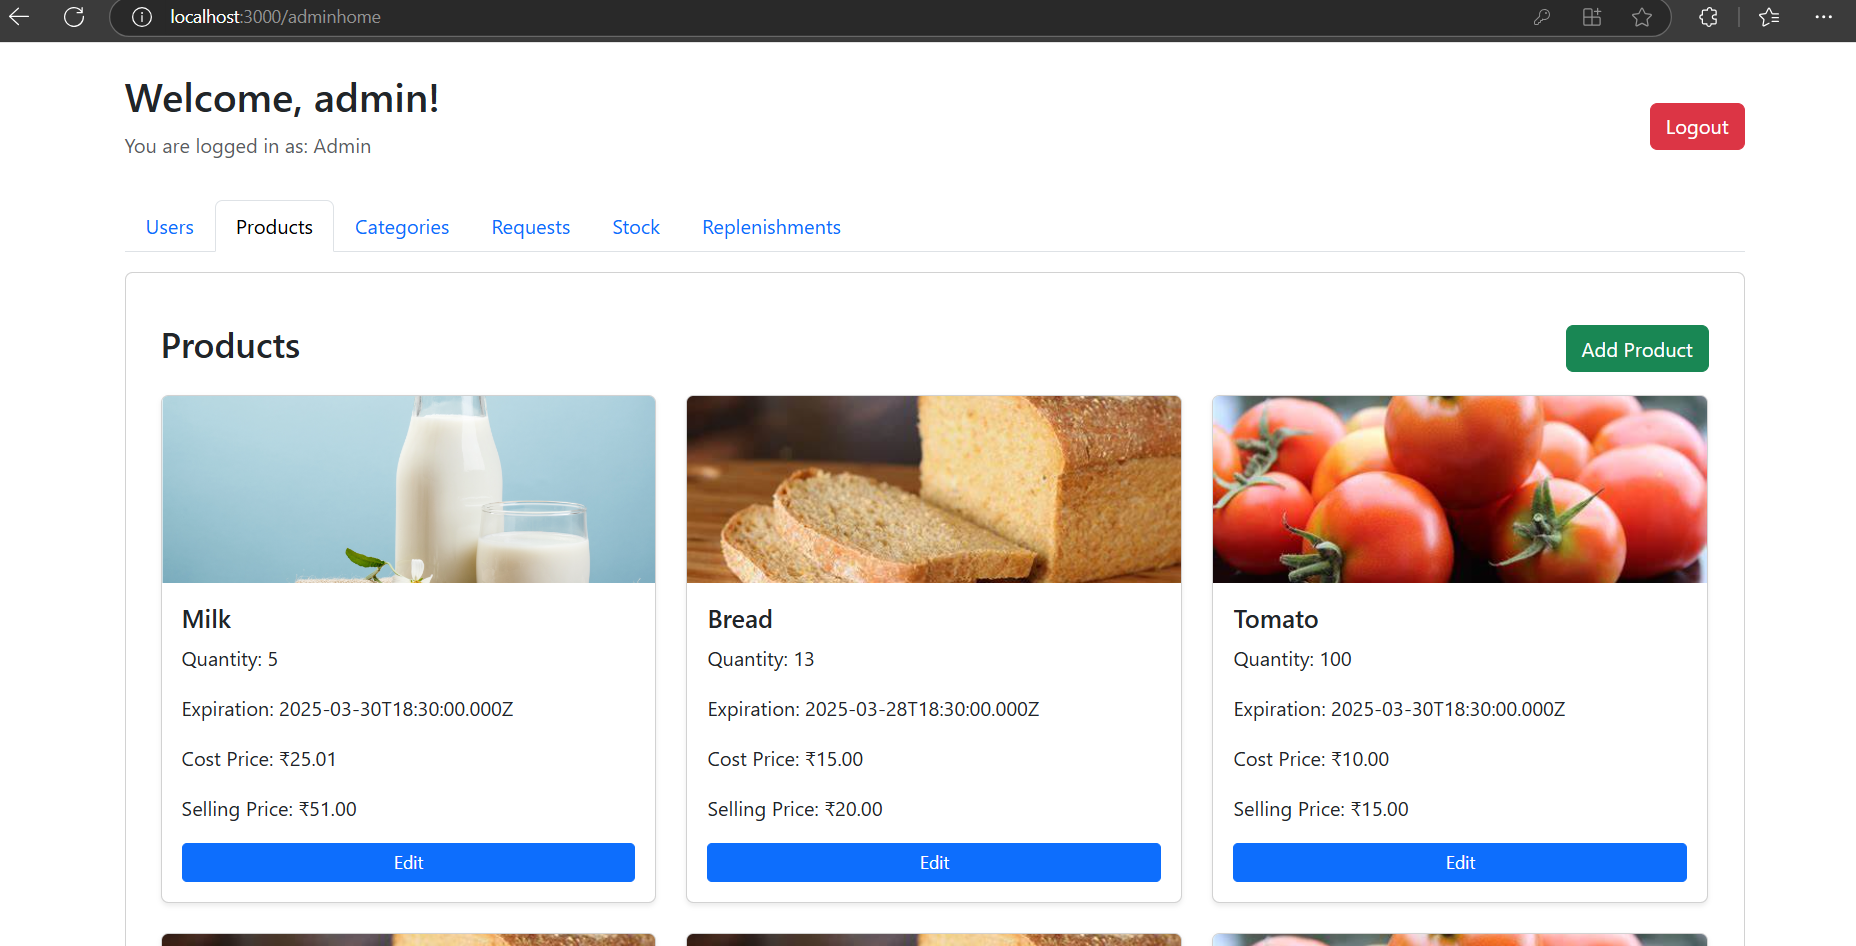 localhost:3000/adminhome
Welcome, admin!
You are logged in as: Admin
Logout
Users Products Categories Requests Stock Replenishments
Products
Add Product
Milk
Quantity: 5
Expiration: 2025-03-30T18:30:00.000Z
Cost Price: ₹25.01
Selling Price: ₹51.00
Edit
Bread
Quantity: 13
Expiration: 2025-03-28T18:30:00.000Z
Cost Price: ₹15.00
Selling Price: ₹20.00
Edit
Tomato
Quantity: 100
Expiration: 2025-03-30T18:30:00.000Z
Cost Price: ₹10.00
Selling Price: ₹15.00
Edit